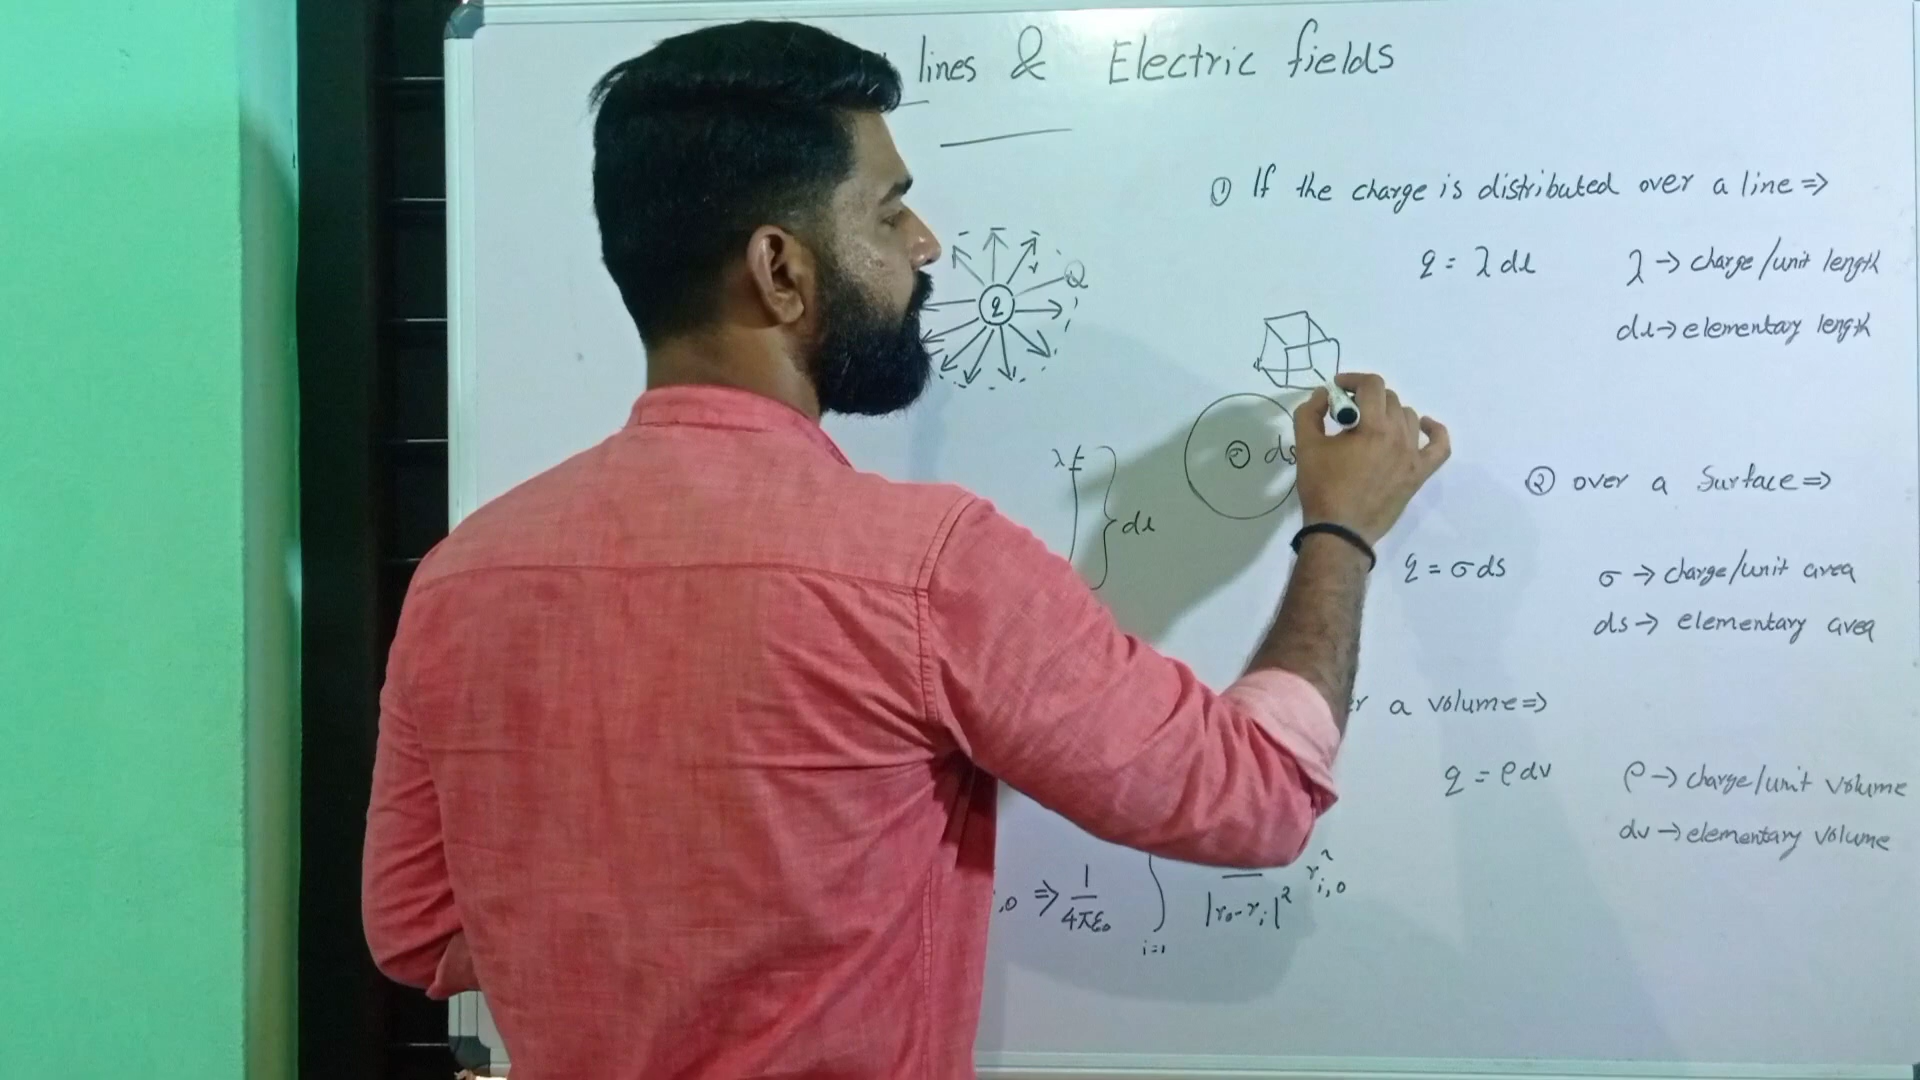 lines & Electric fields
① If the charge is distributed over a line ⇒
q = λ dl λ → charge/unit length
dl → elementary length
r
Q
q
λ
dl
σ ds
② over a Surface ⇒
q = σ ds σ → charge/unit area
ds → elementary area
a volume ⇒
q = ρ dv ρ → charge/unit volume
dv → elementary volume
,0 ⇒ 1/4πε₀ ∫ i=1 |r₀-rᵢ|² r̂ i,0